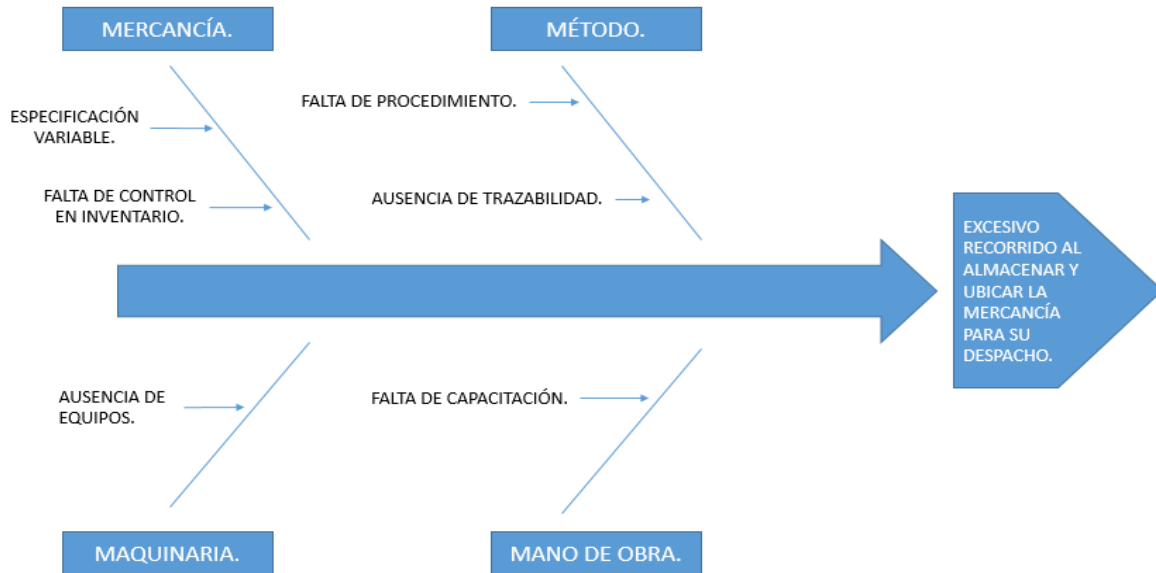 MERCANCÍA.
MÉTODO.
ESPECIFICACIÓN
VARIABLE.
FALTA DE CONTROL
EN INVENTARIO.
FALTA DE PROCEDIMIENTO.
AUSENCIA DE TRAZABILIDAD.
EXCESIVO
RECORRIDO AL
ALMACENAR Y
UBICAR LA
MERCANCÍA
PARA SU
DESPACHO.
AUSENCIA DE
EQUIPOS.
FALTA DE CAPACITACIÓN.
MAQUINARIA.
MANO DE OBRA.